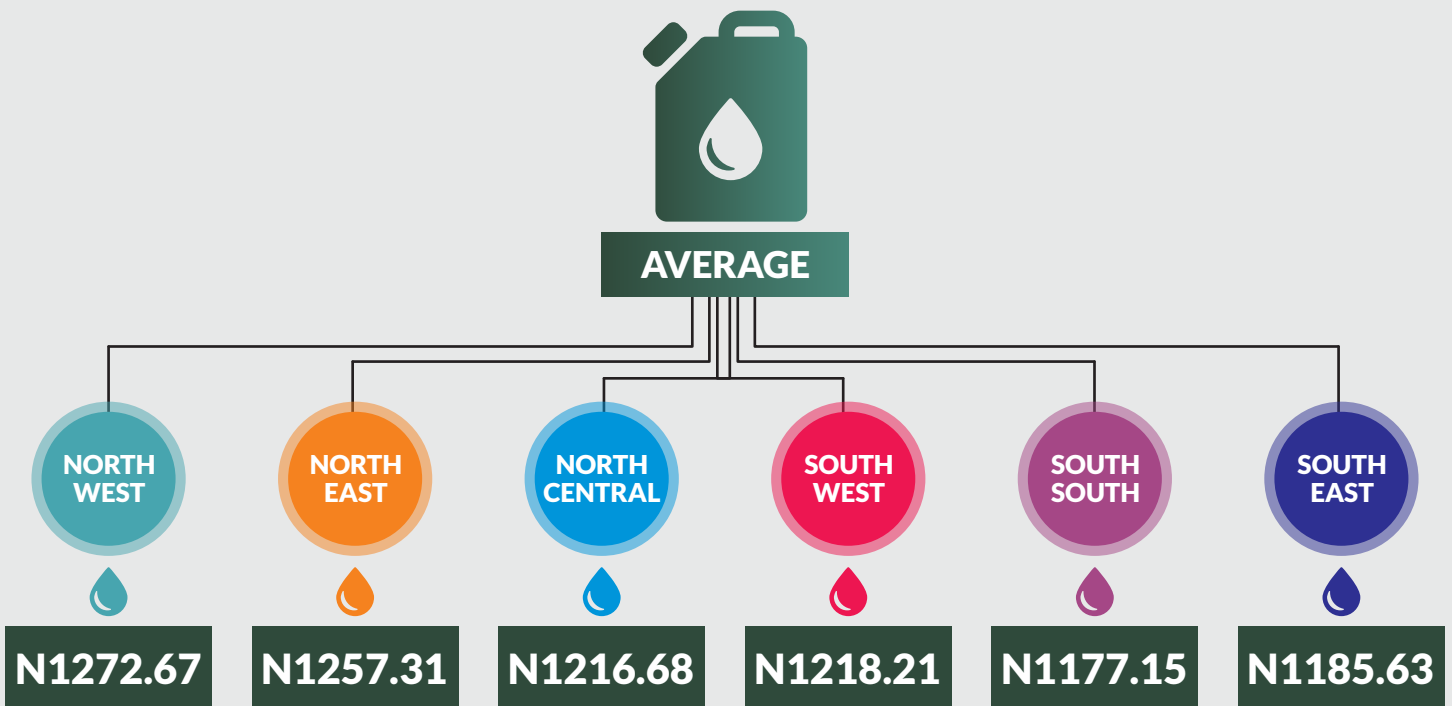 AVERAGE
NORTH
WEST
NORTH
EAST
NORTH
CENTRAL
SOUTH
WEST
SOUTH
SOUTH
SOUTH
EAST
N1272.67
N1257.31
N1216.68
N1218.21
N1177.15
N1185.63